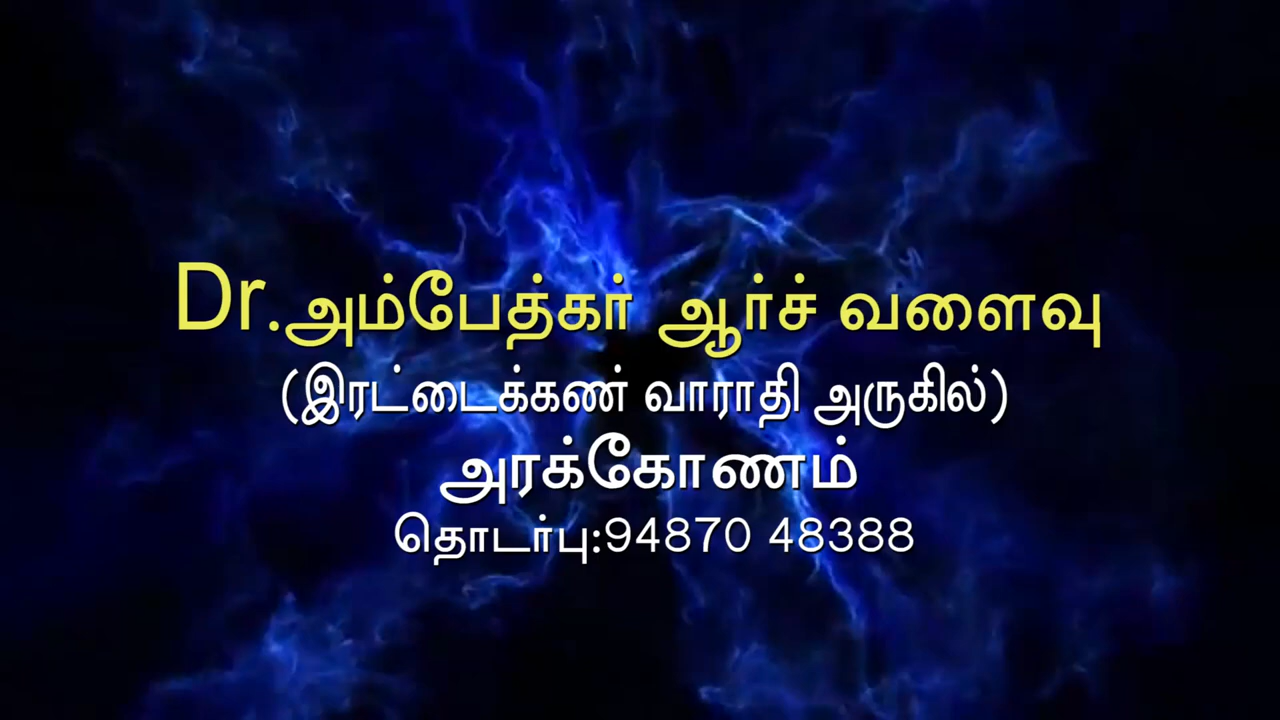 Dr.அம்பேத்கர் ஆர்ச் வளைவு
(இரட்டைக்கண் வாராதி அருகில்)
அரக்கோணம்
தொடர்பு:94870 48388